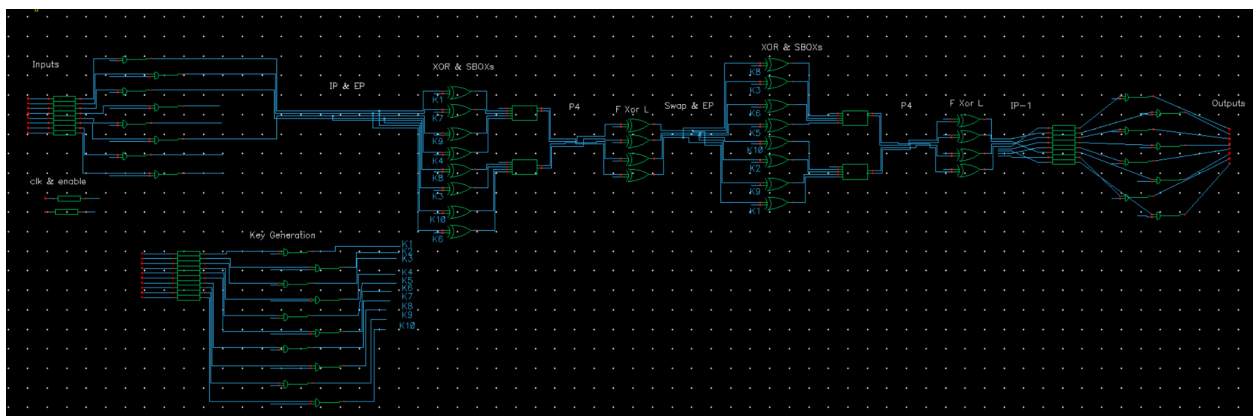 Inputs
clk & enable
IP & EP
XOR & SBOXs
K1
K7
K9
K4
K8
K3
K10
K6
P4
F Xor L
Swap & EP
XOR & SBOXs
K8
K3
K6
K5
K10
K2
K9
K1
P4
F Xor L
IP-1
Outputs
Key Generation
K1
K2
K3
K4
K5
K6
K7
K8
K9
K10